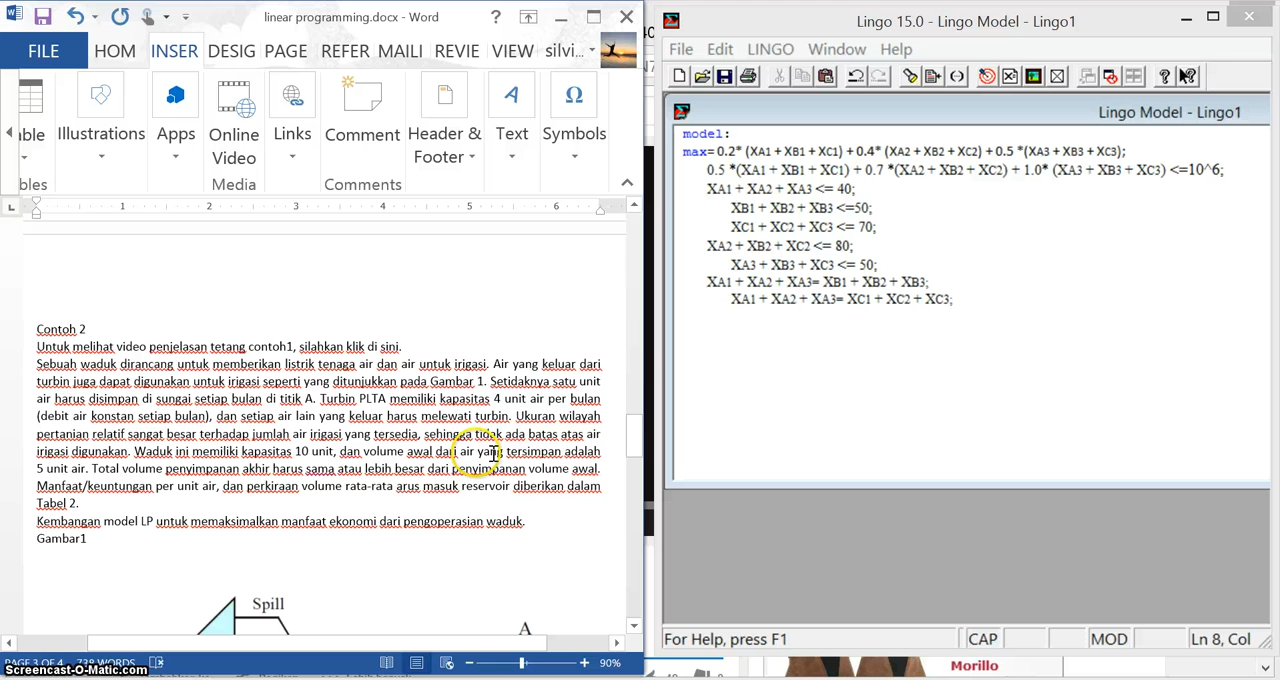 linear programming.docx - Word
FILE HOM INSER DESIG PAGE REFER MAILI REVIE VIEW silvi...
ble
Illustrations
Apps
Online
Video
Links
Comment
Header &
Footer
Text
Symbols
bles
Media
Comments
1 2 3 4 5 6
Contoh 2
Untuk melihat video penjelasan tetang contoh1, silahkan klik di sini.
Sebuah waduk dirancang untuk memberikan listrik tenaga air dan air untuk irigasi. Air yang keluar dari
turbin juga dapat digunakan untuk irigasi seperti yang ditunjukkan pada Gambar 1. Setidaknya satu unit
air harus disimpan di sungai setiap bulan di titik A. Turbin PLTA memiliki kapasitas 4 unit air per bulan
(debit air konstan setiap bulan), dan setiap air lain yang keluar harus melewati turbin. Ukuran wilayah
pertanian relatif sangat besar terhadap jumlah air irigasi yang tersedia, sehingga tidak ada batas atas air
irigasi digunakan. Waduk ini memiliki kapasitas 10 unit, dan volume awal dari air yang tersimpan adalah
5 unit air. Total volume penyimpanan akhir harus sama atau lebih besar dari penyimpanan volume awal.
Manfaat/keuntungan per unit air, dan perkiraan volume rata-rata arus masuk reservoir diberikan dalam
Tabel 2.
Kembangan model LP untuk memaksimalkan manfaat ekonomi dari pengoperasian waduk.
Gambar1
Spill
A
PAGE 3 OF 4 738 WORDS
90%
Screencast-O-Matic.com
Lingo 15.0 - Lingo Model - Lingo1
File Edit LINGO Window Help
Lingo Model - Lingo1
model:
max= 0.2* (XA1 + XB1 + XC1) + 0.4* (XA2 + XB2 + XC2) + 0.5 *(XA3 + XB3 + XC3);
0.5 *(XA1 + XB1 + XC1) + 0.7 *(XA2 + XB2 + XC2) + 1.0* (XA3 + XB3 + XC3) <=10^6;
XA1 + XA2 + XA3 <= 40;
XB1 + XB2 + XB3 <=50;
XC1 + XC2 + XC3 <= 70;
XA2 + XB2 + XC2 <= 80;
XA3 + XB3 + XC3 <= 50;
XA1 + XA2 + XA3= XB1 + XB2 + XB3;
XA1 + XA2 + XA3= XC1 + XC2 + XC3;
For Help, press F1
CAP
MOD
Ln 8, Col
Morillo